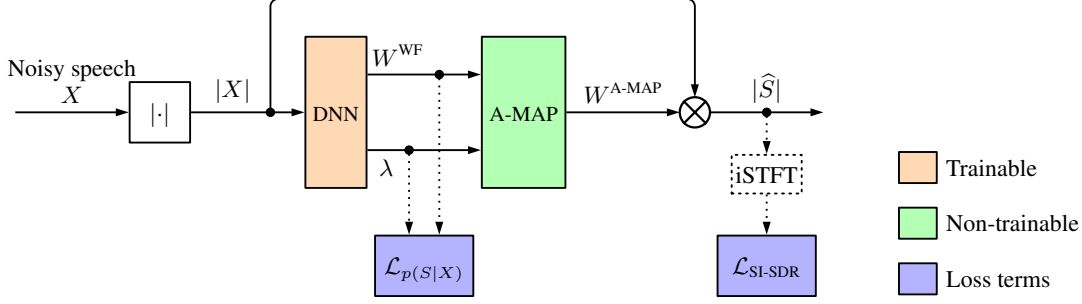 Noisy speech
X
|·|
|X|
DNN
W^WF
λ
A-MAP
W^A-MAP
|Ŝ|
iSTFT
ℒ_p(S|X)
ℒ_SI-SDR
Trainable
Non-trainable
Loss terms